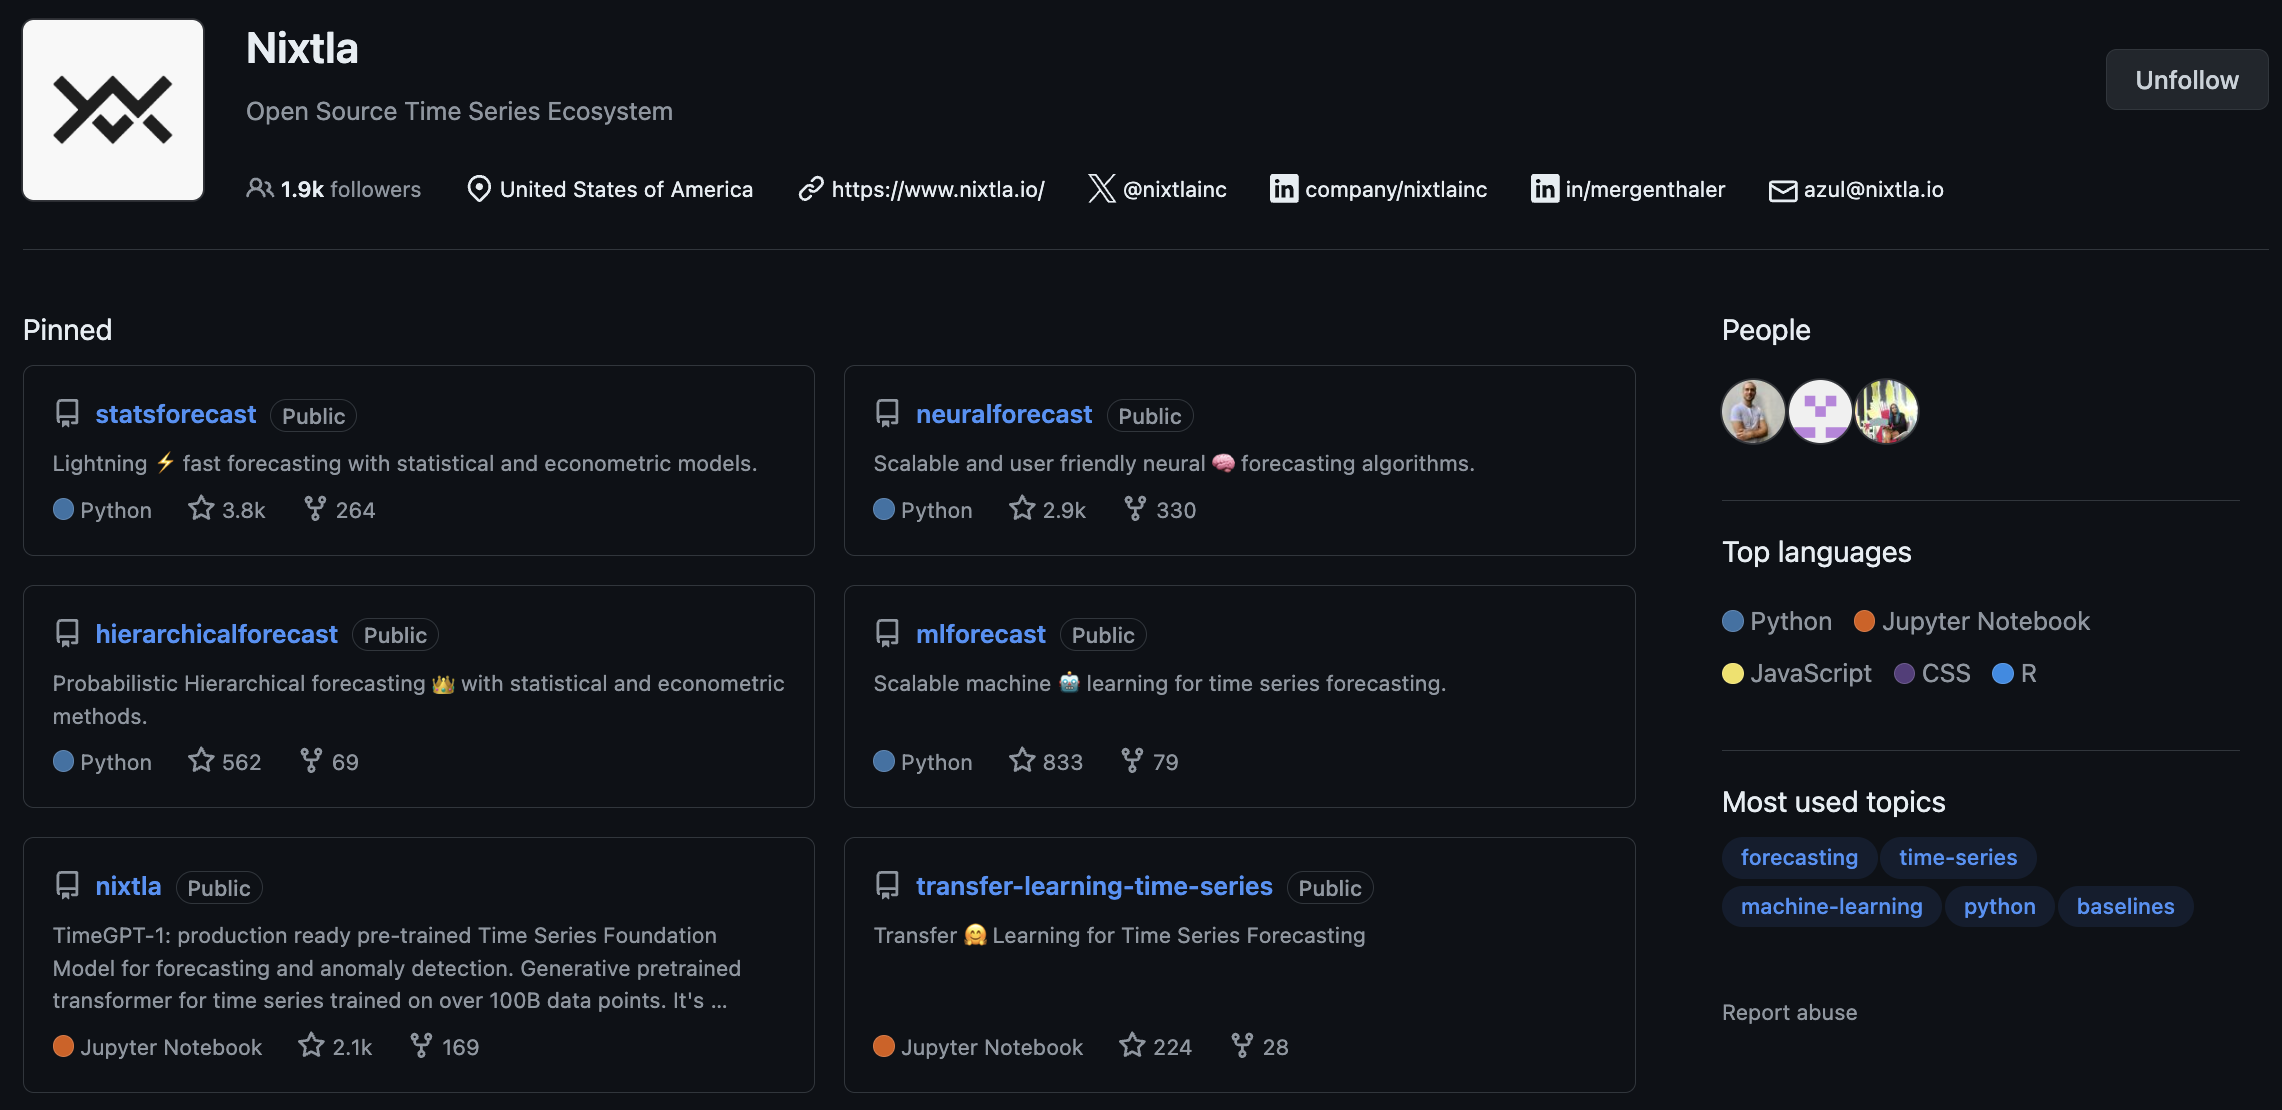 Nixtla
Unfollow
Open Source Time Series Ecosystem
1.9k followers United States of America https://www.nixtla.io/ @nixtlainc company/nixtlainc in/mergenthaler azul@nixtla.io
Pinned
statsforecast Public
Lightning ⚡ fast forecasting with statistical and econometric models.
Python 3.8k 264
neuralforecast Public
Scalable and user friendly neural 🧠 forecasting algorithms.
Python 2.9k 330
hierarchicalforecast Public
Probabilistic Hierarchical forecasting 👑 with statistical and econometric
methods.
Python 562 69
mlforecast Public
Scalable machine 🤖 learning for time series forecasting.
Python 833 79
nixtla Public
TimeGPT-1: production ready pre-trained Time Series Foundation
Model for forecasting and anomaly detection. Generative pretrained
transformer for time series trained on over 100B data points. It's ...
Jupyter Notebook 2.1k 169
transfer-learning-time-series Public
Transfer 🤗 Learning for Time Series Forecasting
Jupyter Notebook 224 28
People
Top languages
Python Jupyter Notebook
JavaScript CSS R
Most used topics
forecasting time-series
machine-learning python baselines
Report abuse